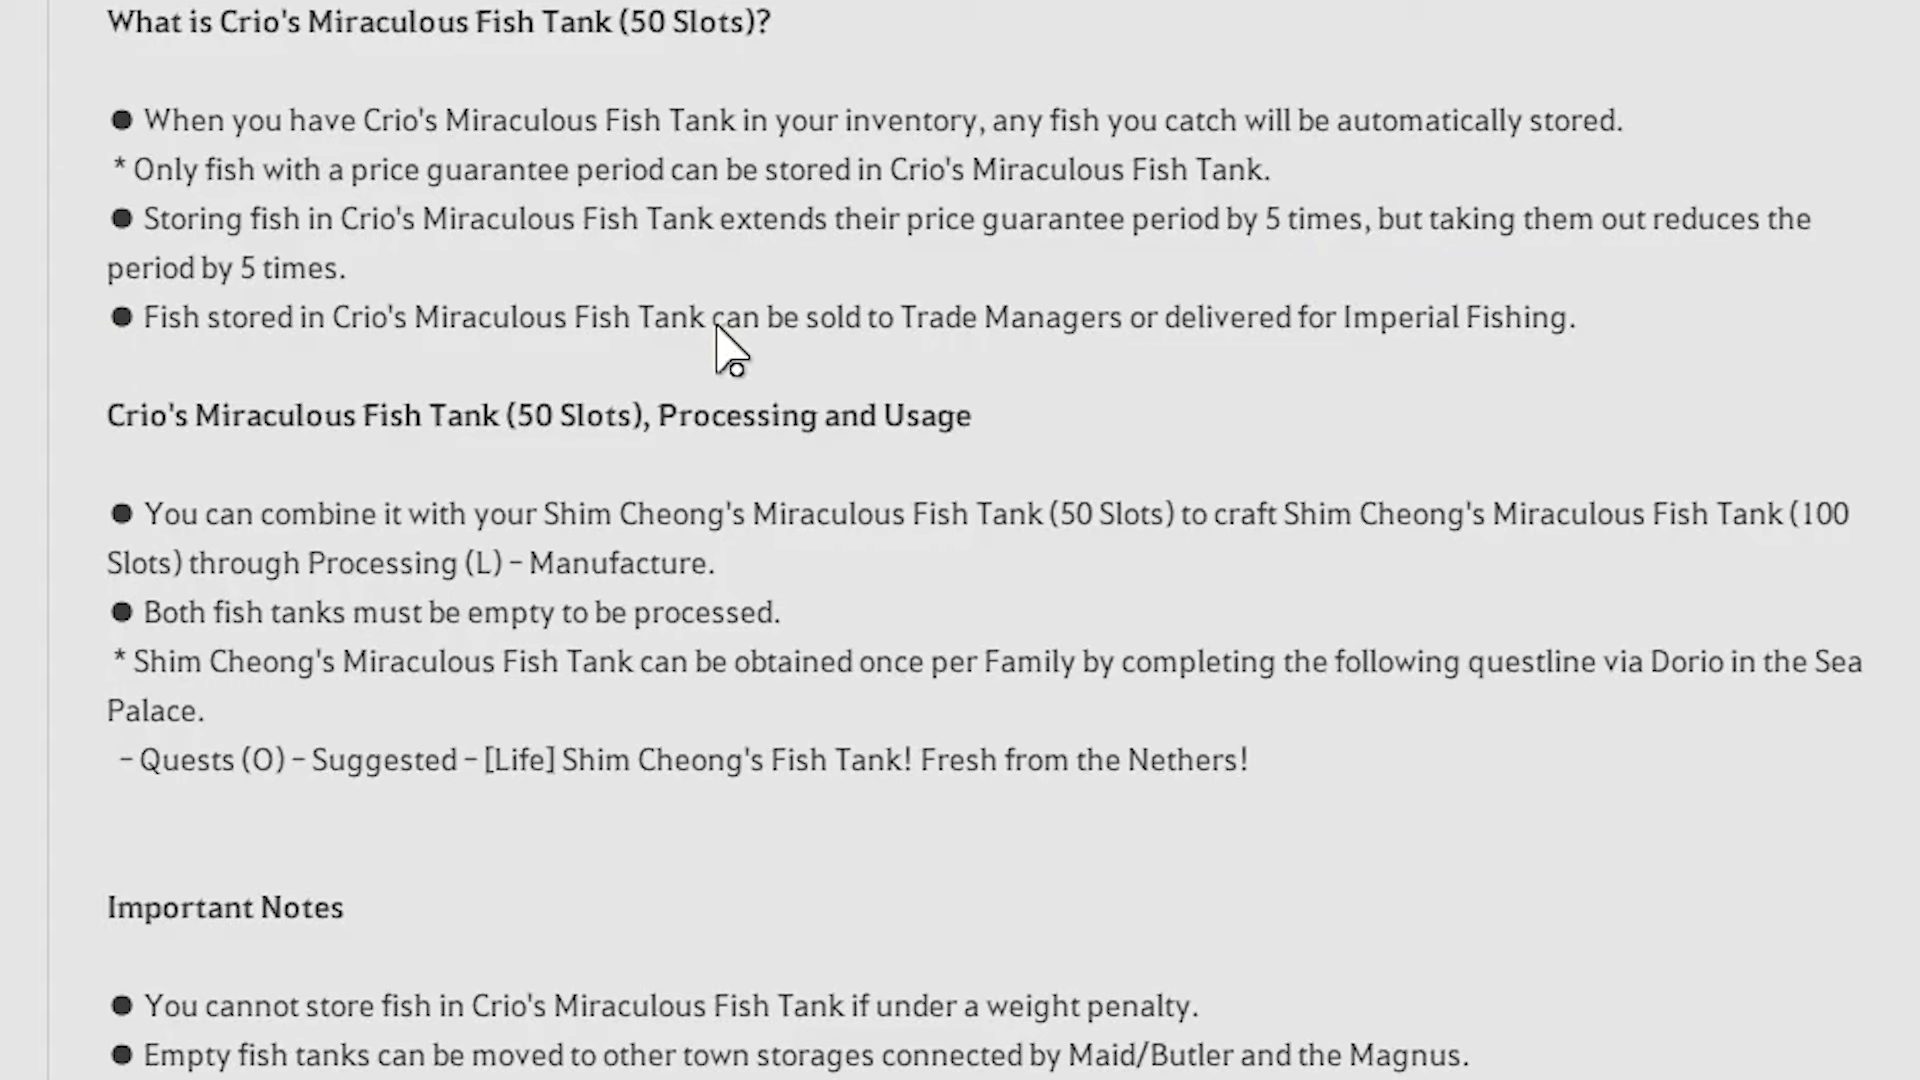 What is Crio's Miraculous Fish Tank (50 Slots)?
● When you have Crio's Miraculous Fish Tank in your inventory, any fish you catch will be automatically stored.
* Only fish with a price guarantee period can be stored in Crio's Miraculous Fish Tank.
● Storing fish in Crio's Miraculous Fish Tank extends their price guarantee period by 5 times, but taking them out reduces the
period by 5 times.
● Fish stored in Crio's Miraculous Fish Tank can be sold to Trade Managers or delivered for Imperial Fishing.
Crio's Miraculous Fish Tank (50 Slots), Processing and Usage
● You can combine it with your Shim Cheong's Miraculous Fish Tank (50 Slots) to craft Shim Cheong's Miraculous Fish Tank (100
Slots) through Processing (L) – Manufacture.
● Both fish tanks must be empty to be processed.
* Shim Cheong's Miraculous Fish Tank can be obtained once per Family by completing the following questline via Dorio in the Sea
Palace.
– Quests (O) – Suggested – [Life] Shim Cheong's Fish Tank! Fresh from the Nethers!
Important Notes
● You cannot store fish in Crio's Miraculous Fish Tank if under a weight penalty.
● Empty fish tanks can be moved to other town storages connected by Maid/Butler and the Magnus.